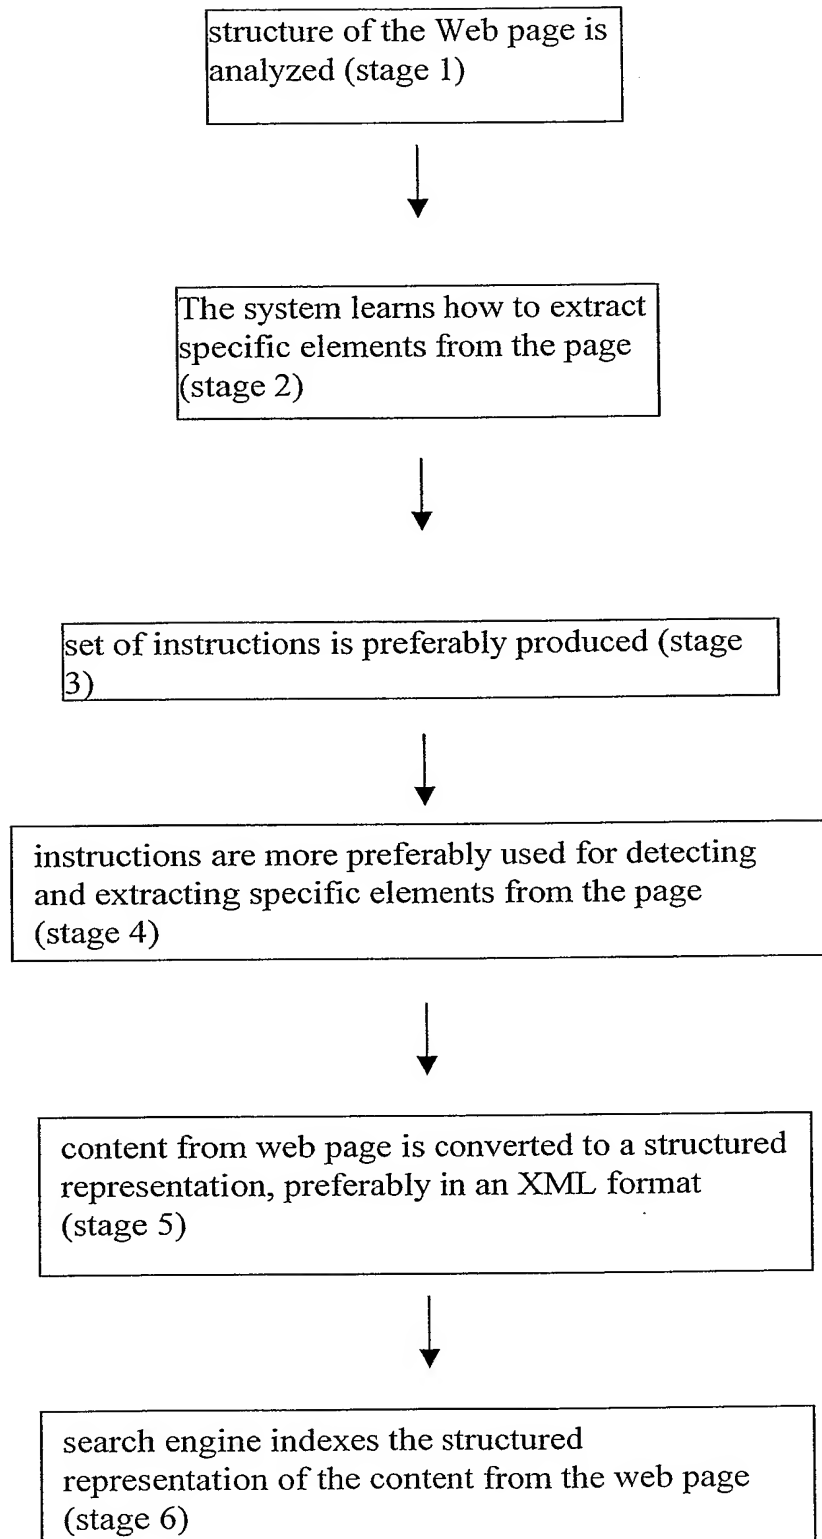 structure of the Web page is
analyzed (stage 1)
The system learns how to extract
specific elements from the page
(stage 2)
set of instructions is preferably produced (stage
3)
instructions are more preferably used for detecting
and extracting specific elements from the page
(stage 4)
content from web page is converted to a structured
representation, preferably in an XML format
(stage 5)
search engine indexes the structured
representation of the content from the web page
(stage 6)